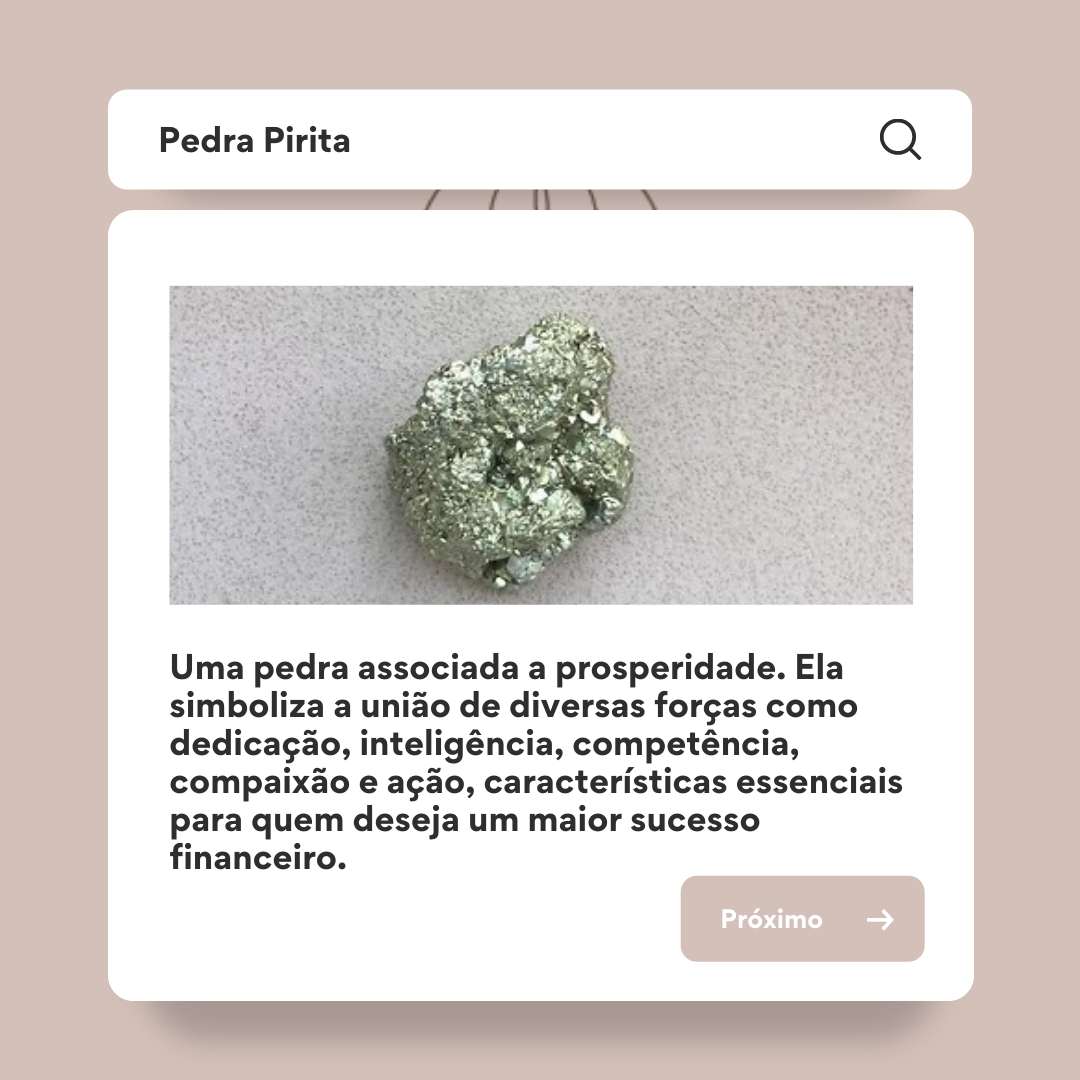 Pedra Pirita
Uma pedra associada a prosperidade. Ela
simboliza a união de diversas forças como
dedicação, inteligência, competência,
compaixão e ação, características essenciais
para quem deseja um maior sucesso
financeiro.
Próximo